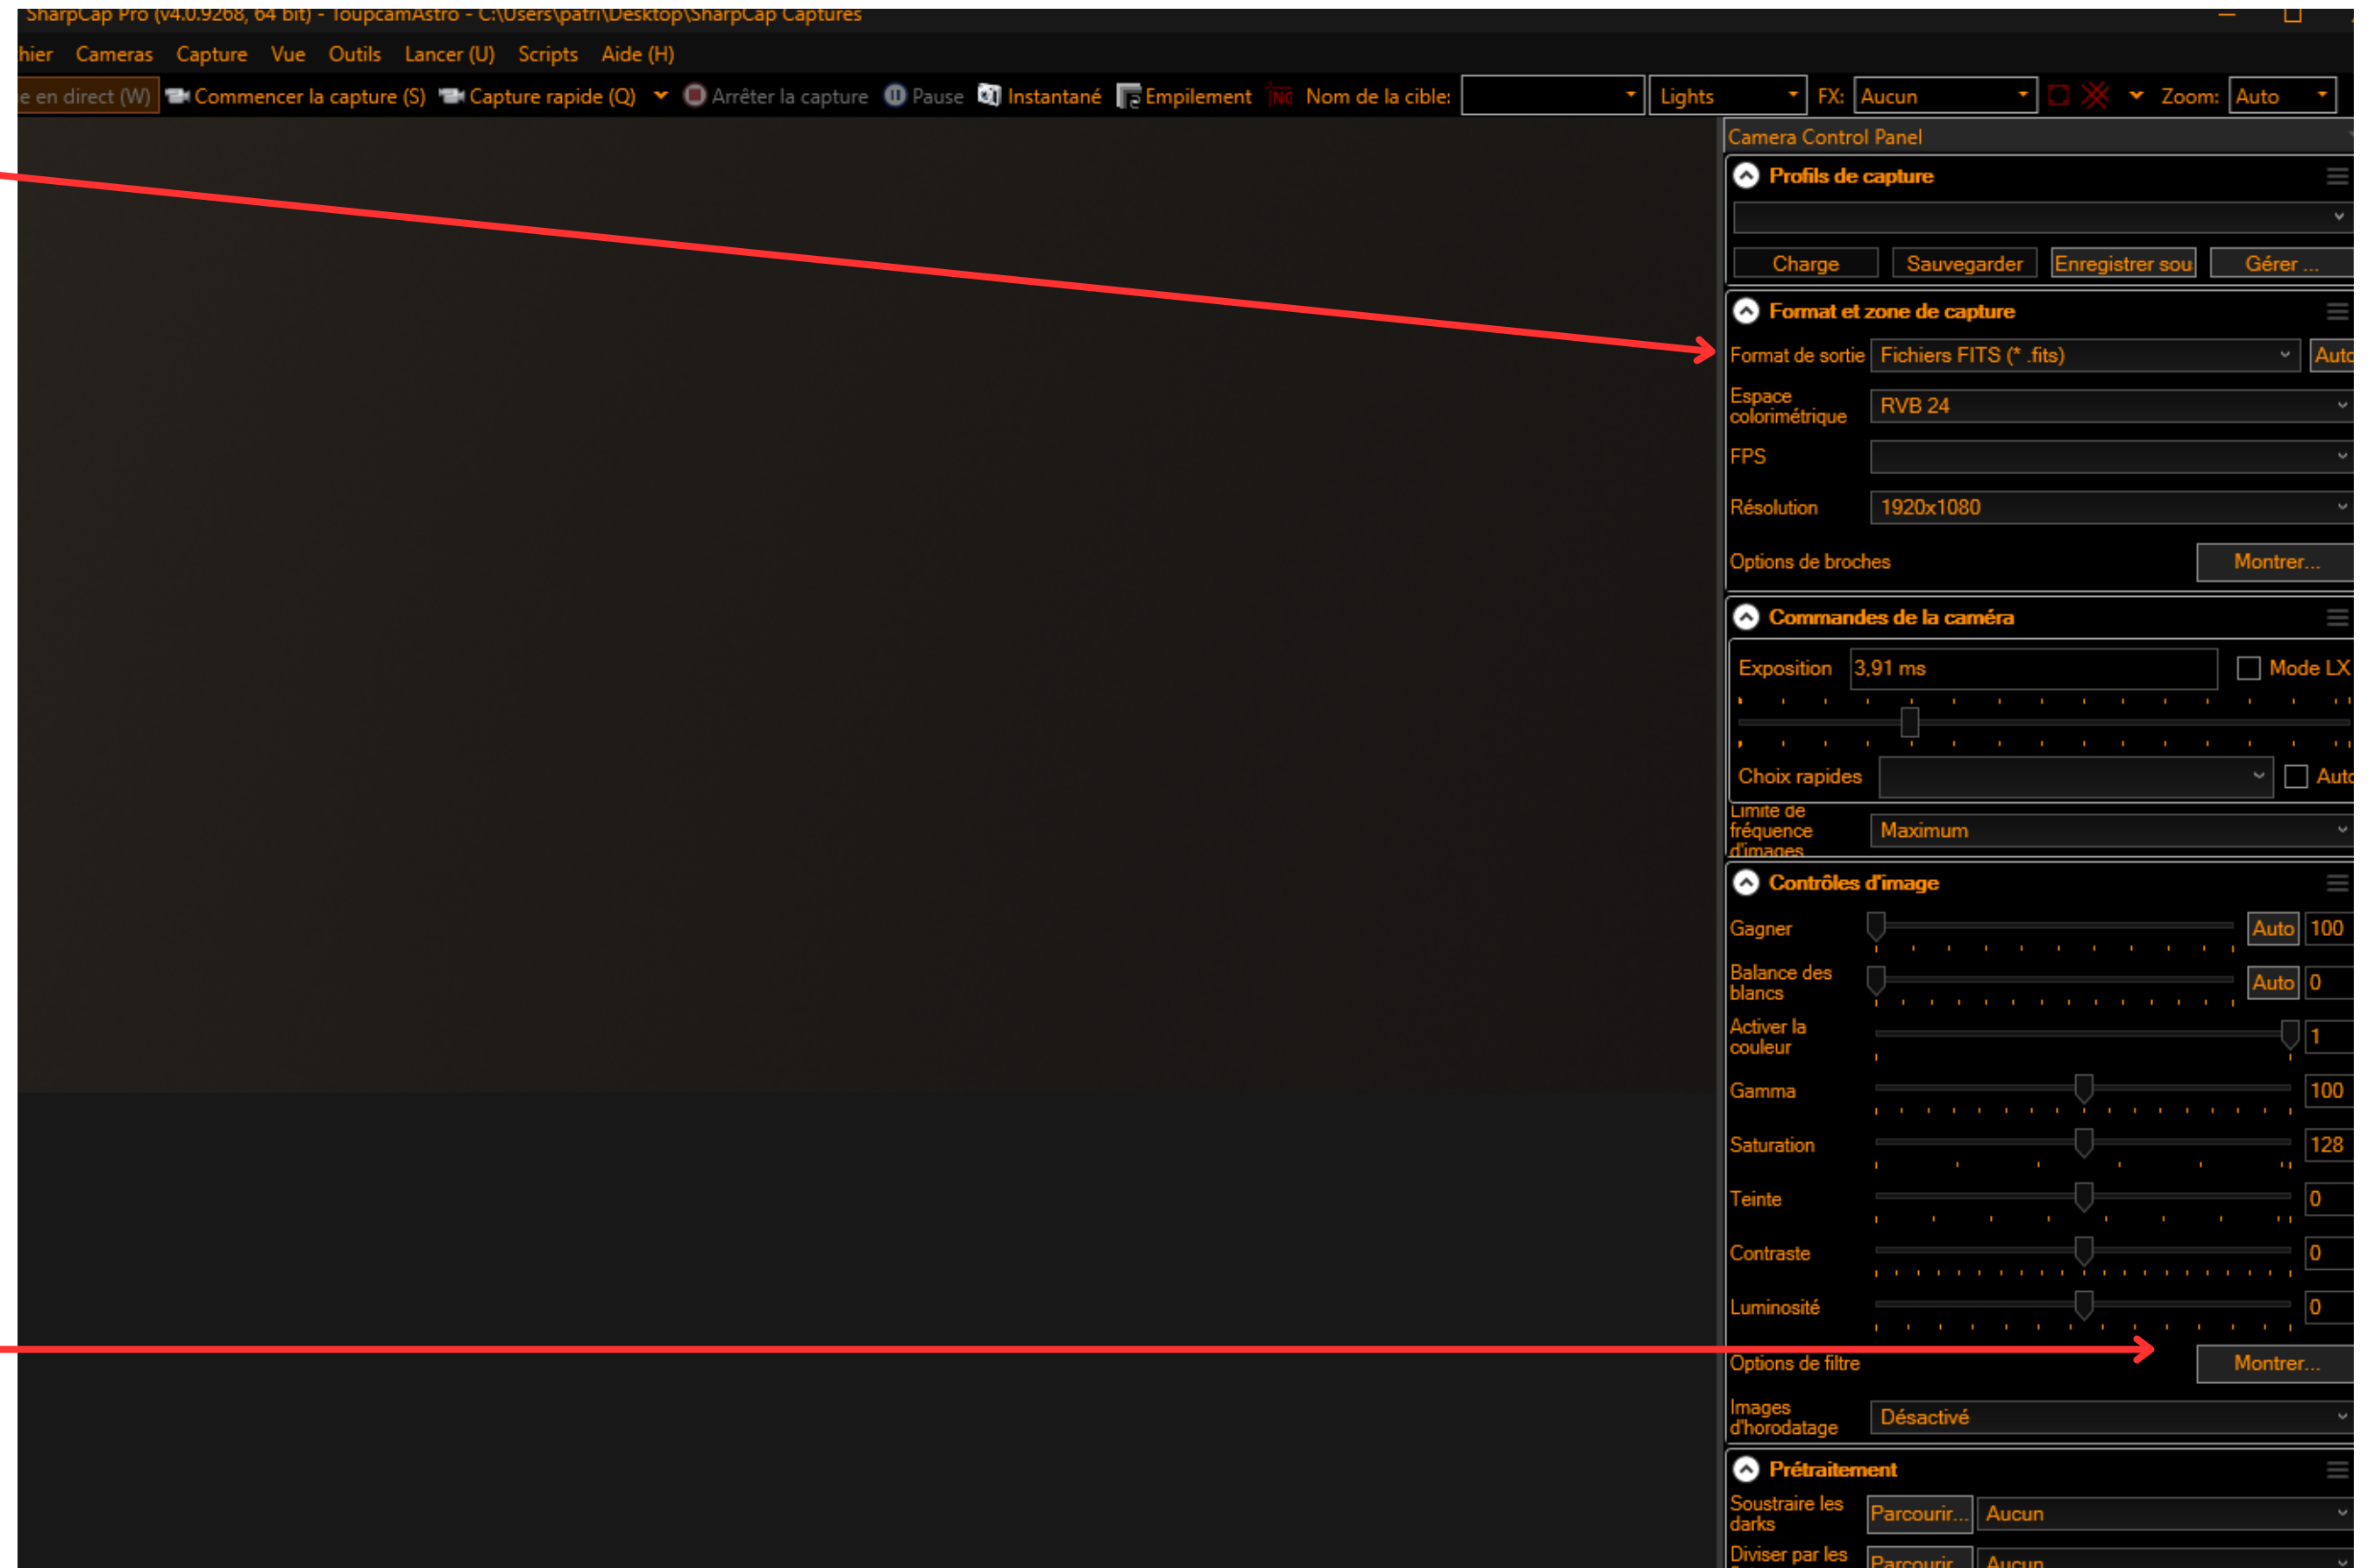 SharpCap Pro (v4.0.9268, 64 bit) - ToupcamAstro - C:\Users\patri\Desktop\SharpCap Captures
hier Cameras Capture Vue Outils Lancer (U) Scripts Aide (H)
e en direct (W) Commencer la capture (S) Capture rapide (Q) Arrêter la capture Pause Instantané Empilement Nom de la cible: Lights FX: Aucun Zoom: Auto
Camera Control Panel
Profils de capture
Charge Sauvegarder Enregistrer sou Gérer ...
Format et zone de capture
Format de sortie Fichiers FITS (* .fits) Auto
Espace
colorimétrique RVB 24
FPS
Résolution 1920x1080
Options de broches Montrer...
Commandes de la caméra
Exposition 3,91 ms Mode LX
Choix rapides Auto
Limite de
fréquence
d'images Maximum
Contrôles d'image
Gagner Auto 100
Balance des
blancs Auto 0
Activer la
couleur 1
Gamma 100
Saturation 128
Teinte 0
Contraste 0
Luminosité 0
Options de filtre Montrer...
Images
d'horodatage Désactivé
Prétraitement
Soustraire les
darks Parcourir... Aucun
Diviser par les
Parcourir... Aucun